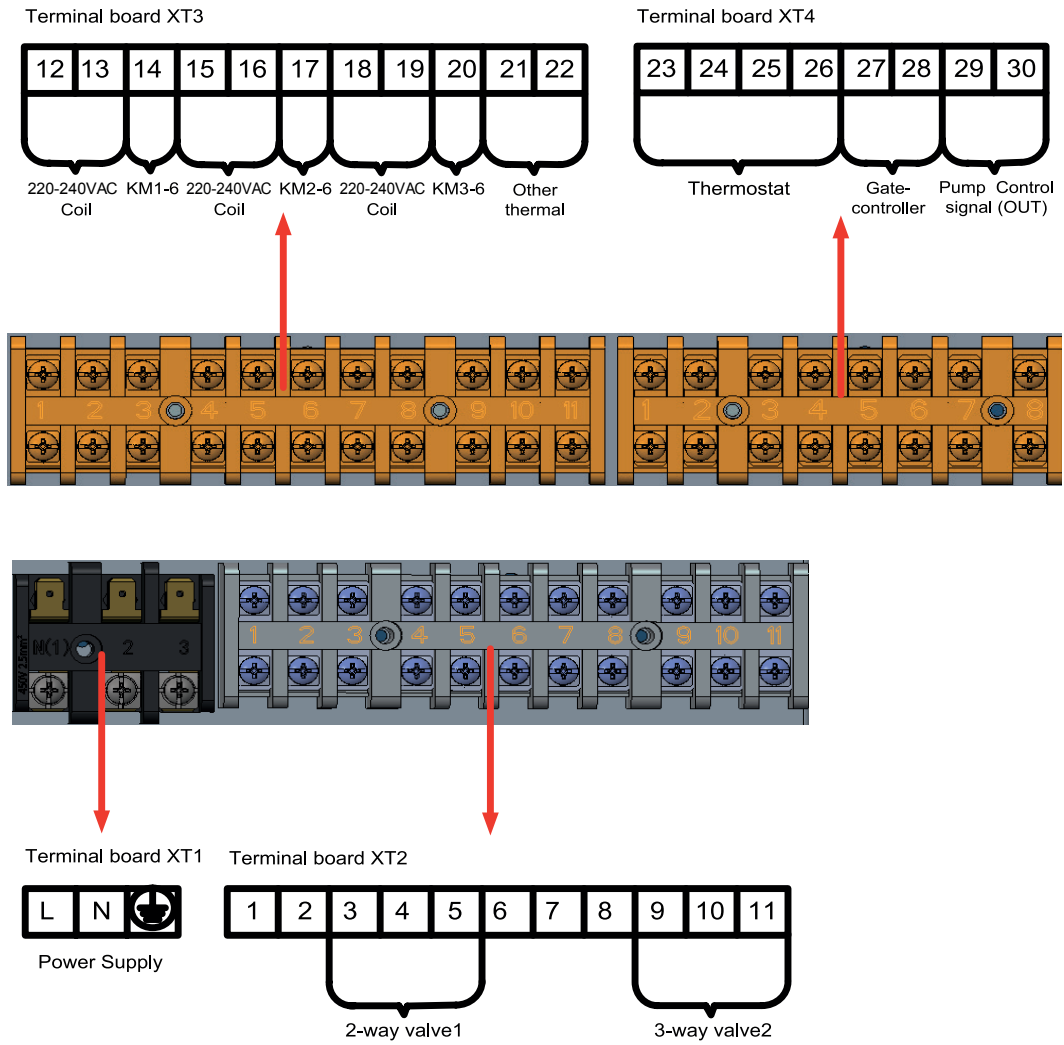 Terminal board XT3
Terminal board XT4
12 13 14 15 16 17 18 19 20 21 22
23 24 25 26 27 28 29 30
220-240VAC Coil
KM1-6
220-240VAC Coil
KM2-6
220-240VAC Coil
KM3-6
Other thermal
Thermostat
Gate-
controller
Pump Control
signal (OUT)
1 2 3 4 5 6 7 8 9 10 11
1 2 3 4 5 6 7 8
N(1) 2 3
450V 25mm²
1 2 3 4 5 6 7 8 9 10 11
Terminal board XT1
Terminal board XT2
L N
1 2 3 4 5 6 7 8 9 10 11
Power Supply
2-way valve1
3-way valve2